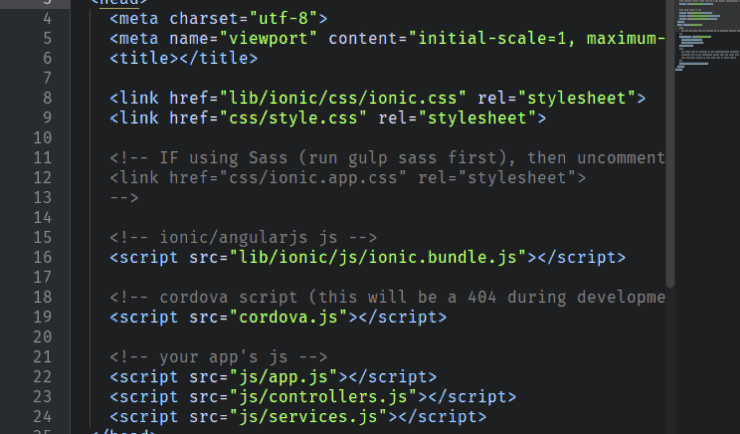 <head>
4 <meta charset="utf-8">
5 <meta name="viewport" content="initial-scale=1, maximum-
6 <title></title>
7
8 <link href="lib/ionic/css/ionic.css" rel="stylesheet">
9 <link href="css/style.css" rel="stylesheet">
10
11 <!-- IF using Sass (run gulp sass first), then uncomment
12 <link href="css/ionic.app.css" rel="stylesheet">
13 -->
14
15 <!-- ionic/angularjs js -->
16 <script src="lib/ionic/js/ionic.bundle.js"></script>
17
18 <!-- cordova script (this will be a 404 during developme
19 <script src="cordova.js"></script>
20
21 <!-- your app's js -->
22 <script src="js/app.js"></script>
23 <script src="js/controllers.js"></script>
24 <script src="js/services.js"></script>
25 </head>